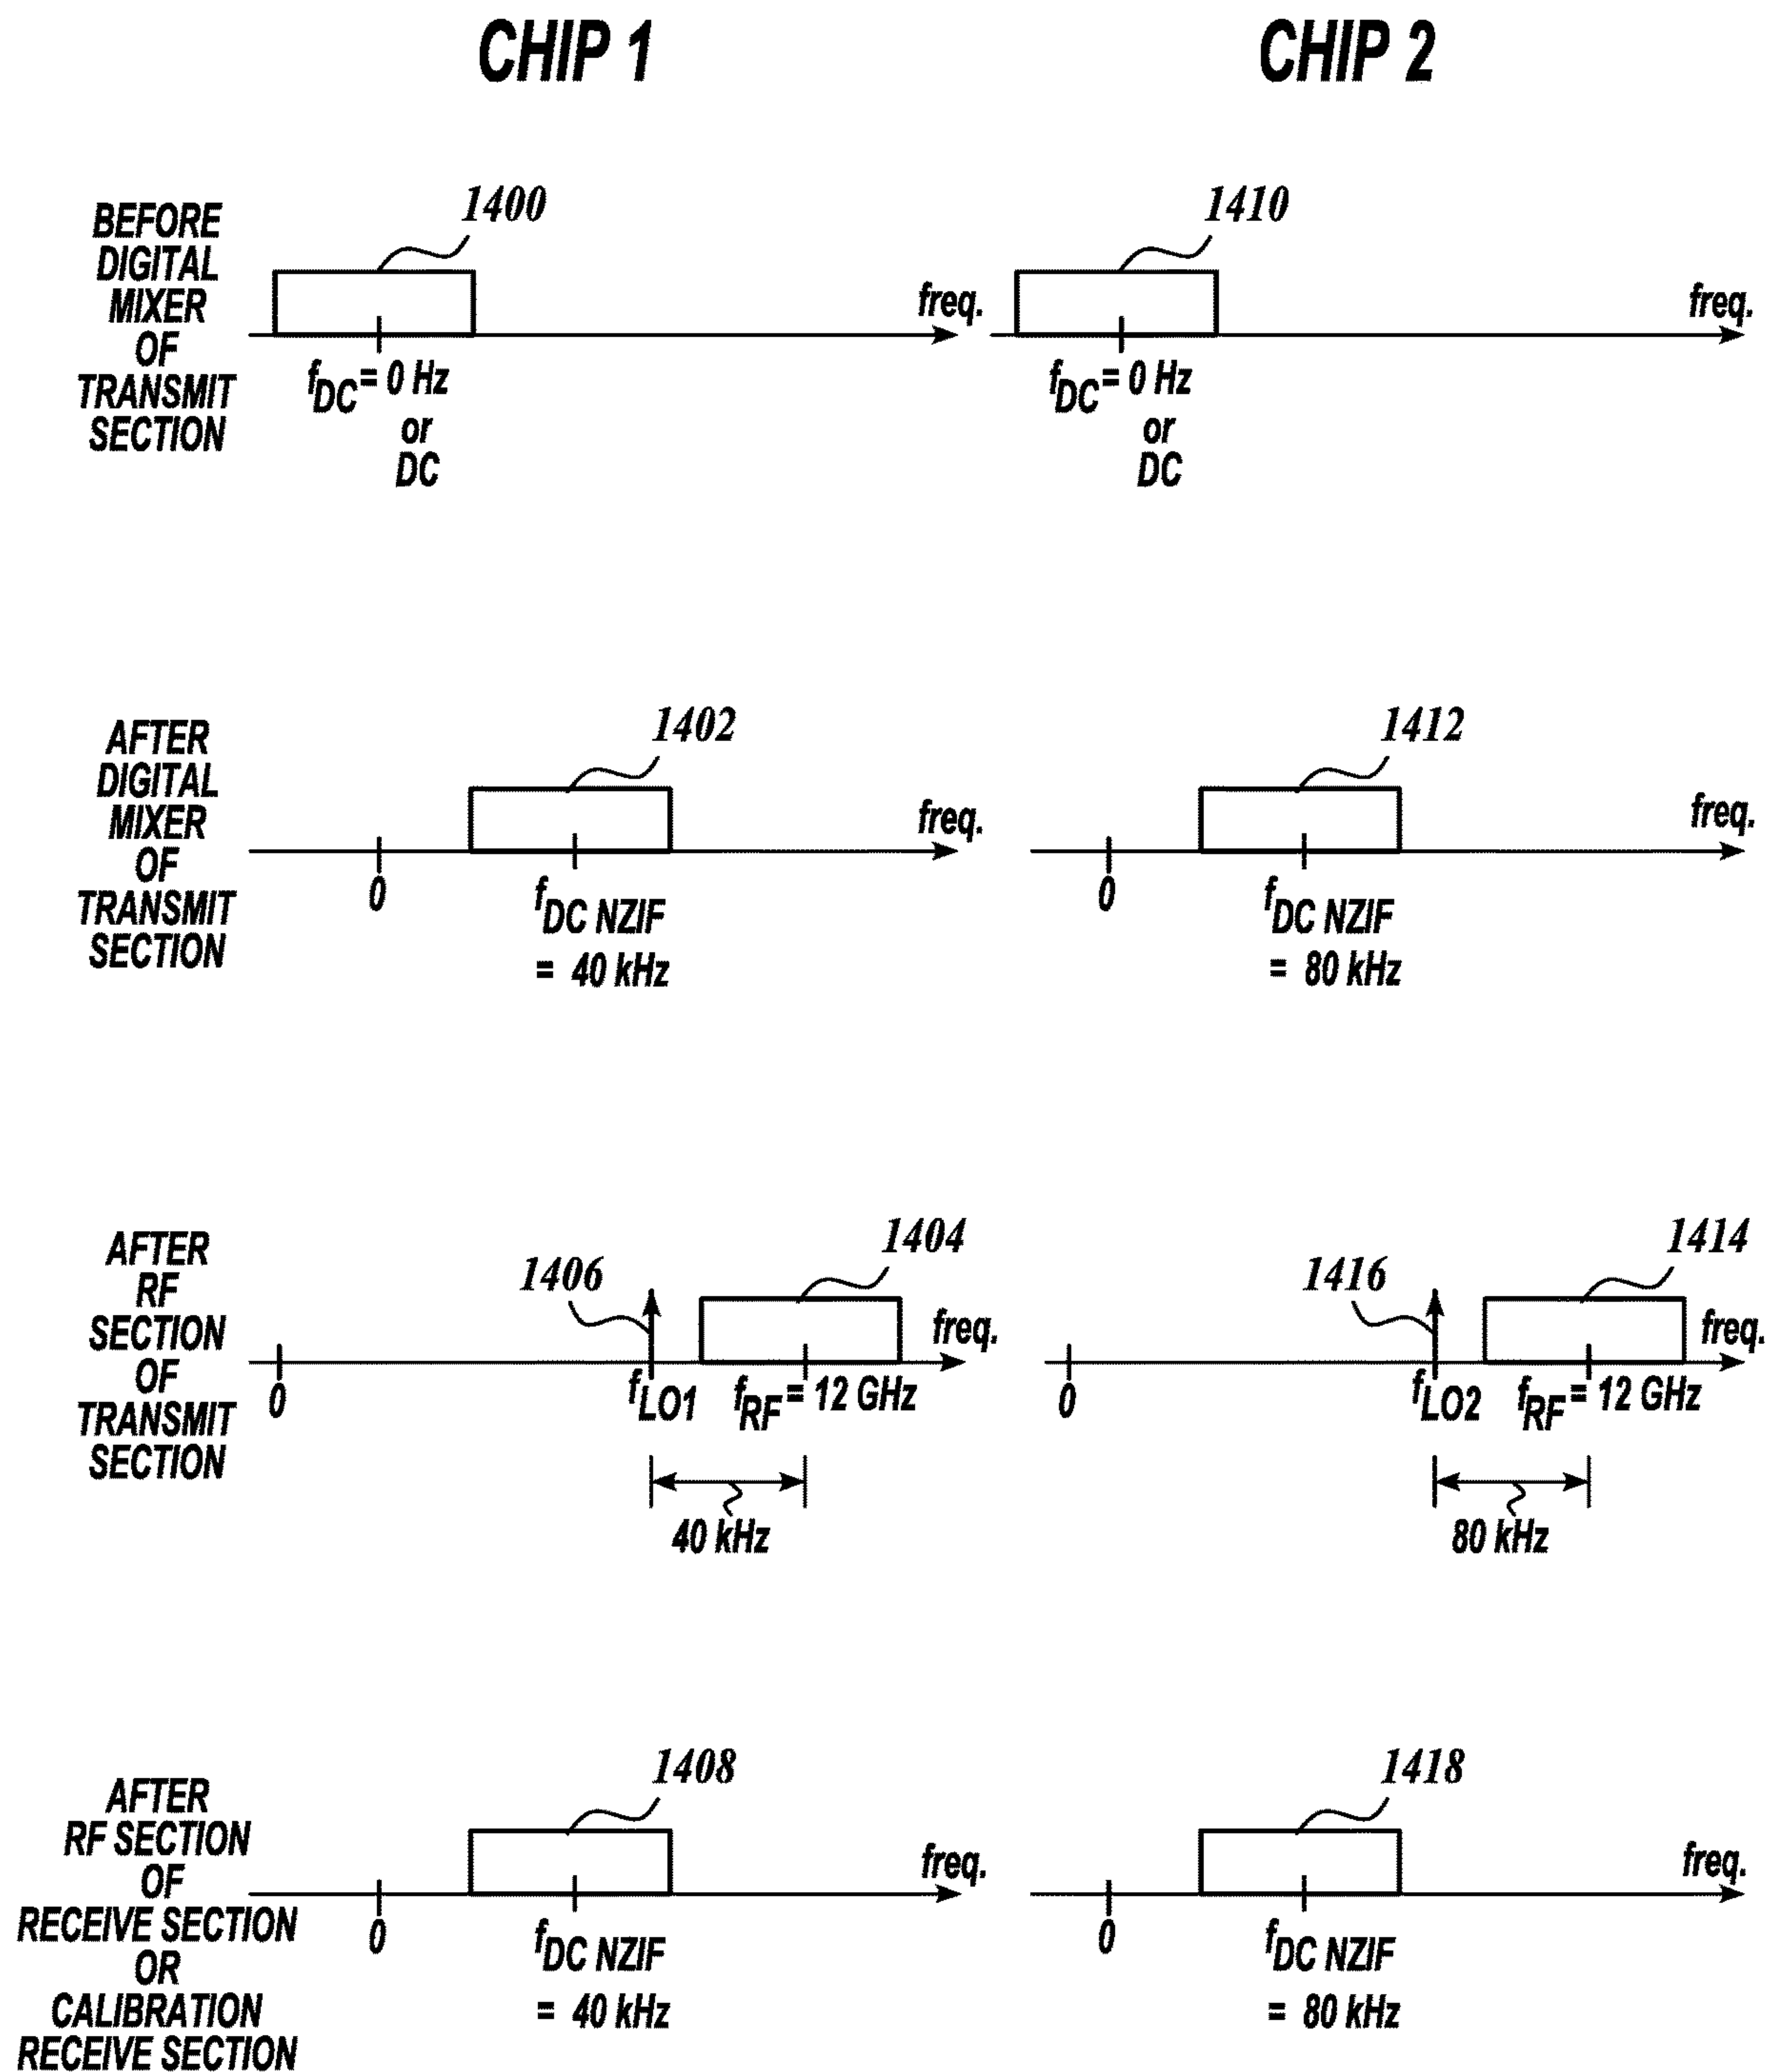 CHIP 1
CHIP 2
BEFORE
DIGITAL
MIXER
OF
TRANSMIT
SECTION
1400
freq.
fDC = 0 Hz
or
DC
1410
freq.
fDC = 0 Hz
or
DC
AFTER
DIGITAL
MIXER
OF
TRANSMIT
SECTION
1402
freq.
0
fDC NZIF
= 40 kHz
1412
freq.
0
fDC NZIF
= 80 kHz
AFTER
RF
SECTION
OF
TRANSMIT
SECTION
1406
1404
freq.
0
fLO1
fRF = 12 GHz
40 kHz
1416
1414
freq.
0
fLO2
fRF = 12 GHz
80 kHz
AFTER
RF SECTION
OF
RECEIVE SECTION
OR
CALIBRATION
RECEIVE SECTION
1408
freq.
0
fDC NZIF
= 40 kHz
1418
freq.
0
fDC NZIF
= 80 kHz